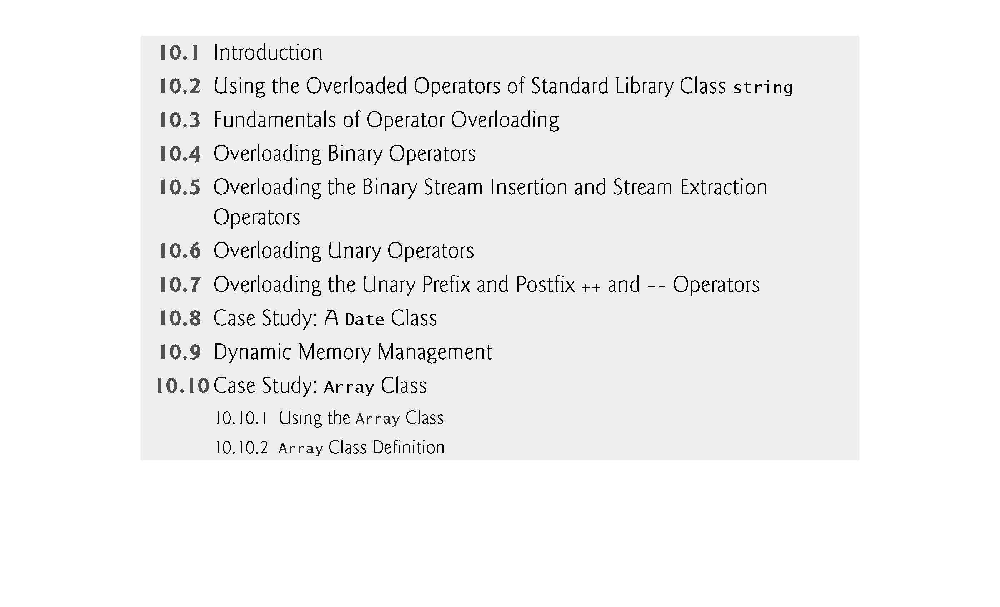 10.1 Introduction
10.2 Using the Overloaded Operators of Standard Library Class string
10.3 Fundamentals of Operator Overloading
10.4 Overloading Binary Operators
10.5 Overloading the Binary Stream Insertion and Stream Extraction
Operators
10.6 Overloading Unary Operators
10.7 Overloading the Unary Prefix and Postfix ++ and -- Operators
10.8 Case Study: A Date Class
10.9 Dynamic Memory Management
10.10 Case Study: Array Class
10.10.1 Using the Array Class
10.10.2 Array Class Definition